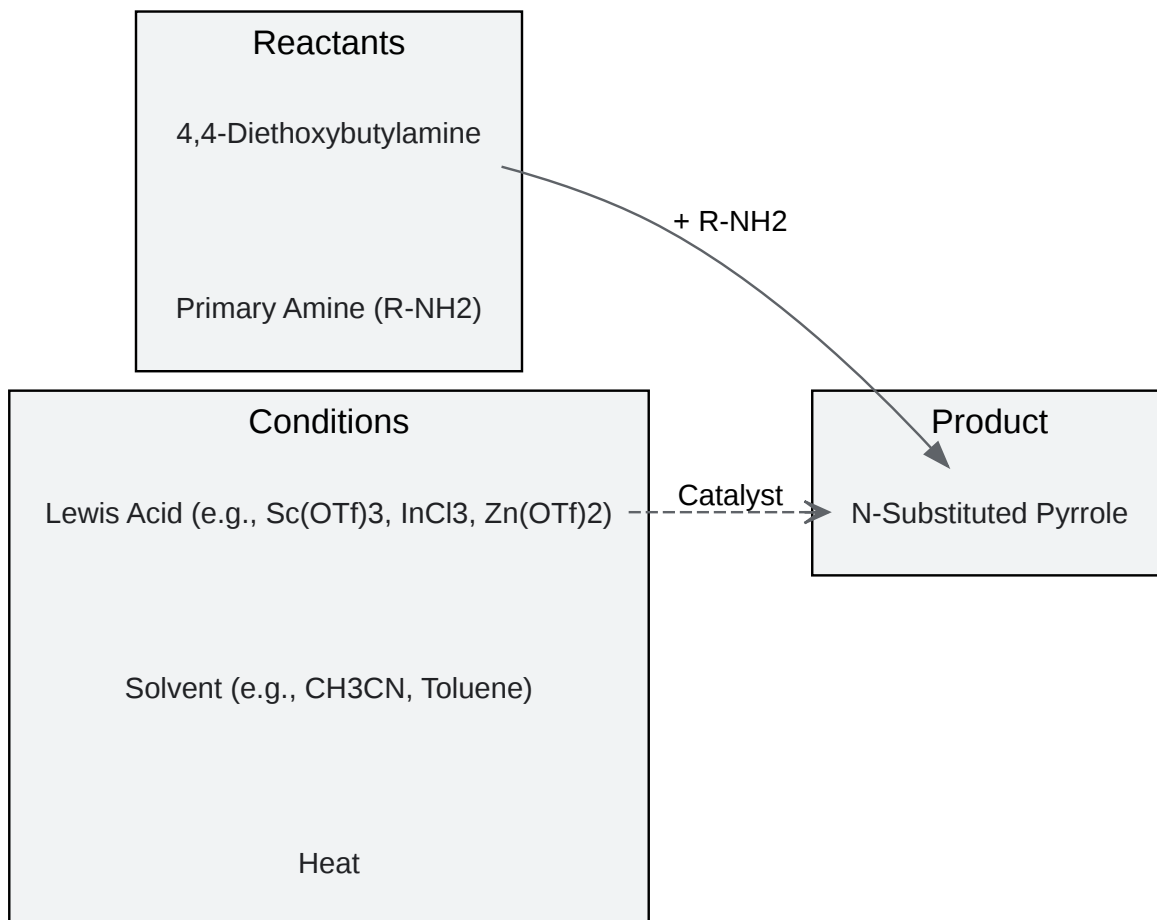 Reactants
4,4-Diethoxybutylamine
+ R-NH2
Primary Amine (R-NH2)
Conditions
Product
Lewis Acid (e.g., Sc(OTf)3, InCl3, Zn(OTf)2)
Catalyst
N-Substituted Pyrrole
Solvent (e.g., CH3CN, Toluene)
Heat